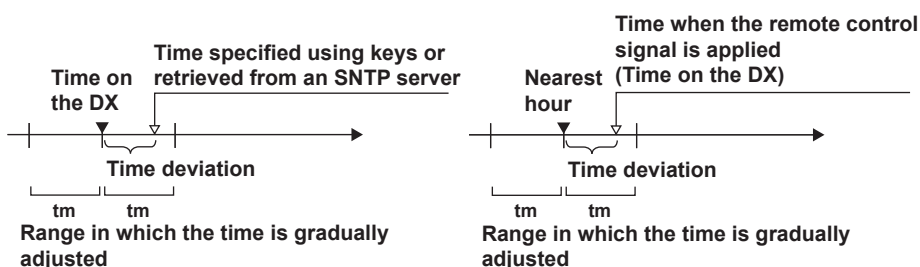 Time on
the DX
Time specified using keys or
retrieved from an SNTP server
Time deviation
tm tm
Range in which the time is gradually
adjusted
Nearest
hour
Time when the remote control
signal is applied
(Time on the DX)
Time deviation
tm tm
Range in which the time is gradually
adjusted